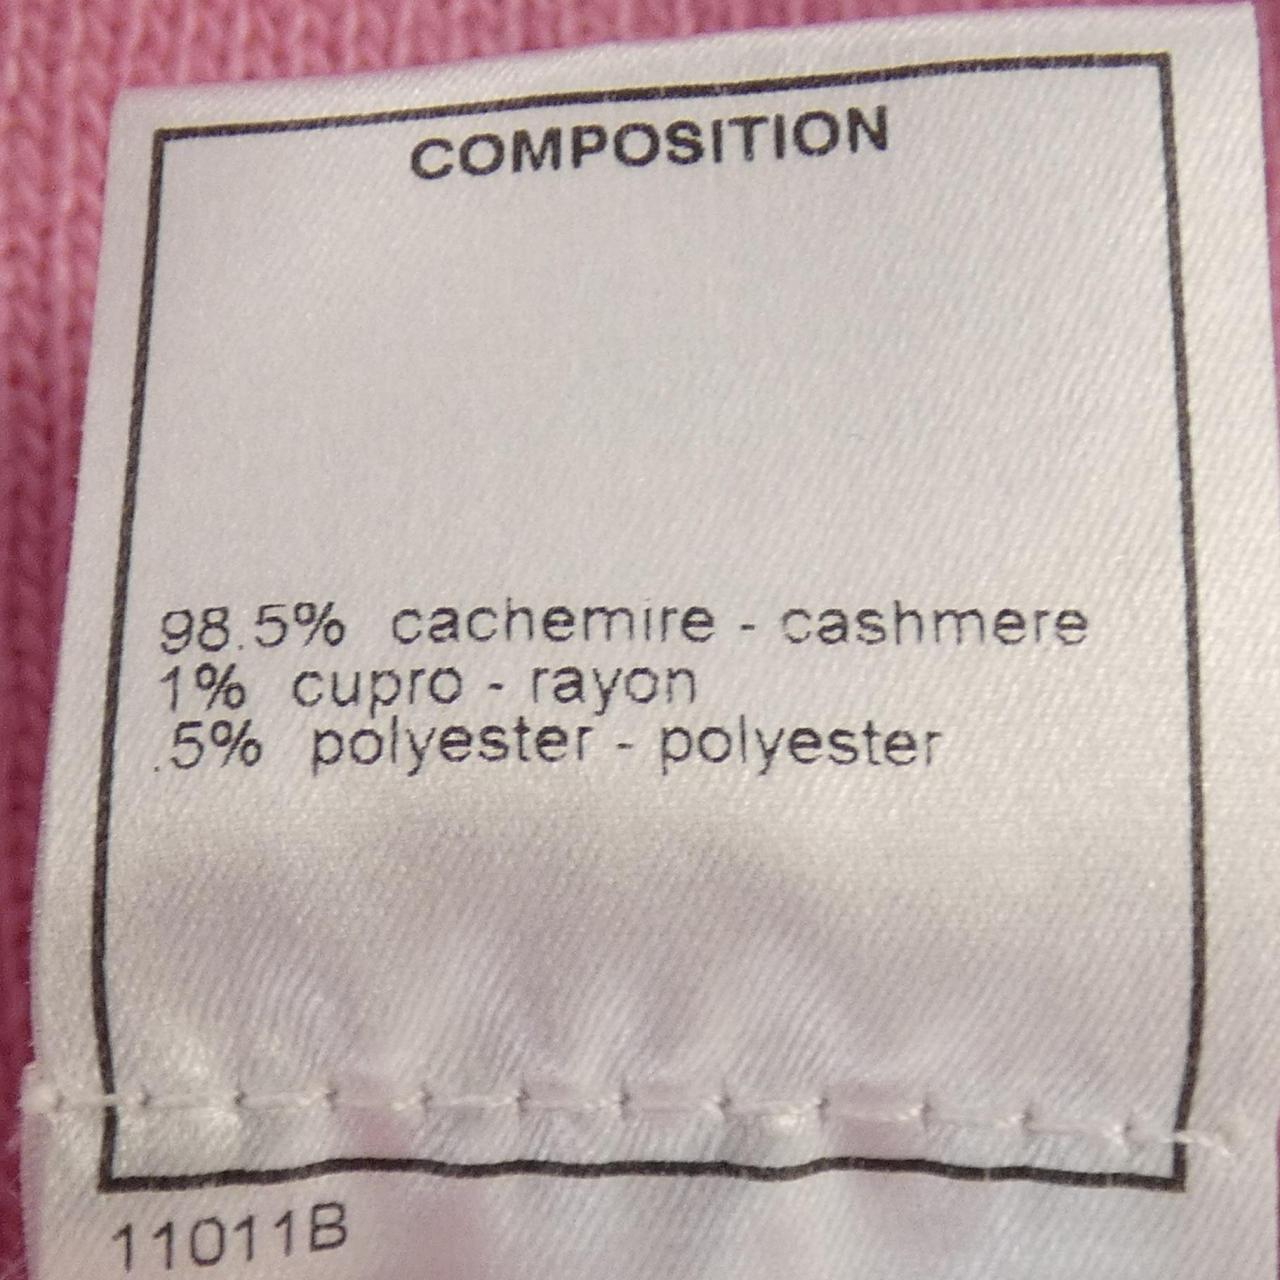 COMPOSITION
98.5% cachemire - cashmere
1% cupro - rayon
.5% polyester - polyester
11011B